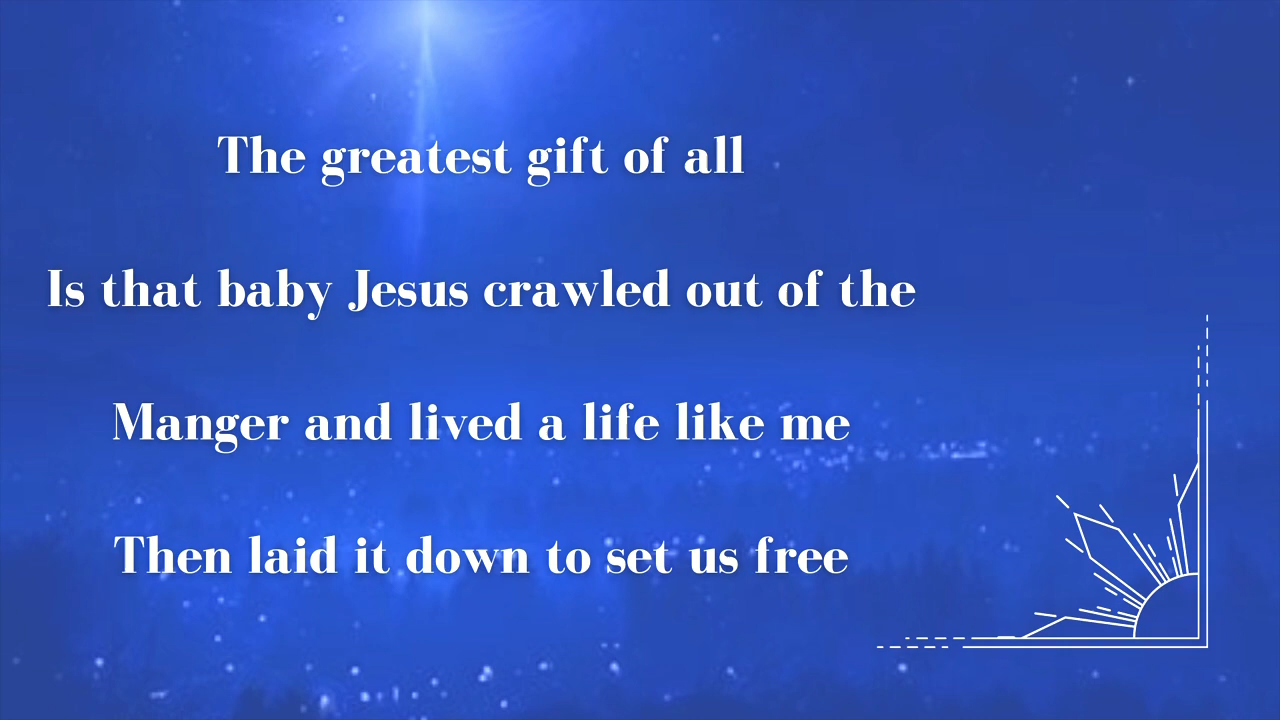 The greatest gift of all
Is that baby Jesus crawled out of the
Manger and lived a life like me
Then laid it down to set us free